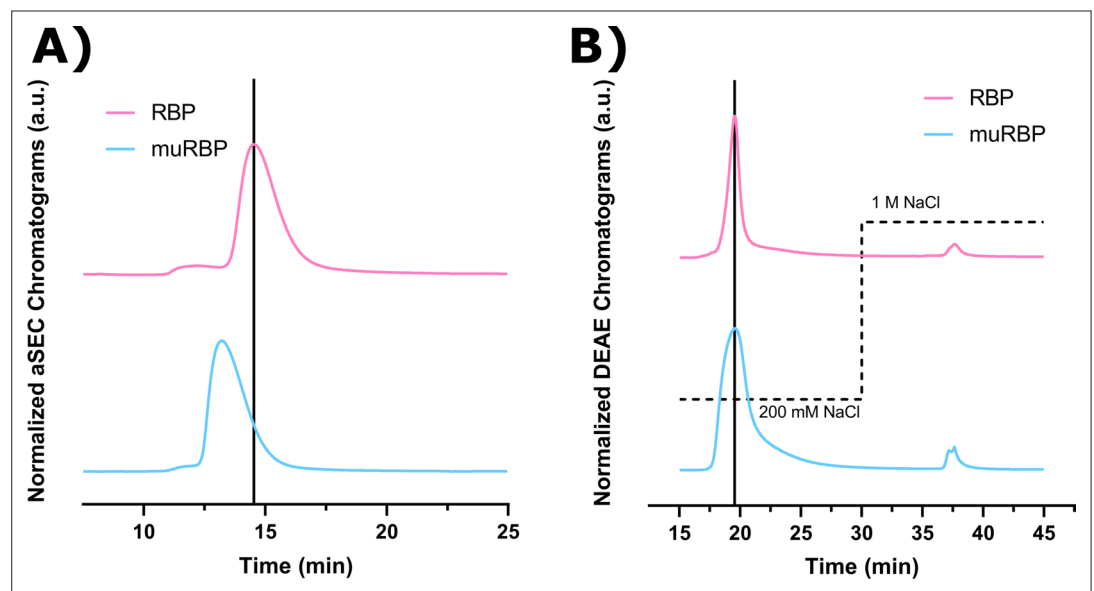 A)
Normalized aSEC Chromatograms (a.u.)
RBP
muRBP
10
15
20
25
Time (min)
B)
Normalized DEAE Chromatograms (a.u.)
RBP
muRBP
1 M NaCl
200 mM NaCl
15
20
25
30
35
40
45
Time (min)